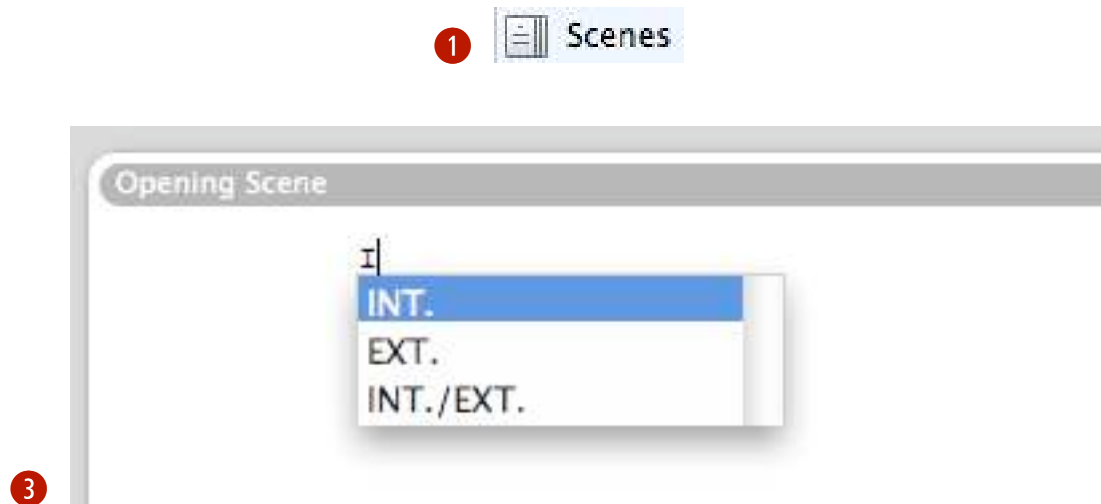 1 Scenes
Opening Scene
I
INT.
EXT.
INT./EXT.
3